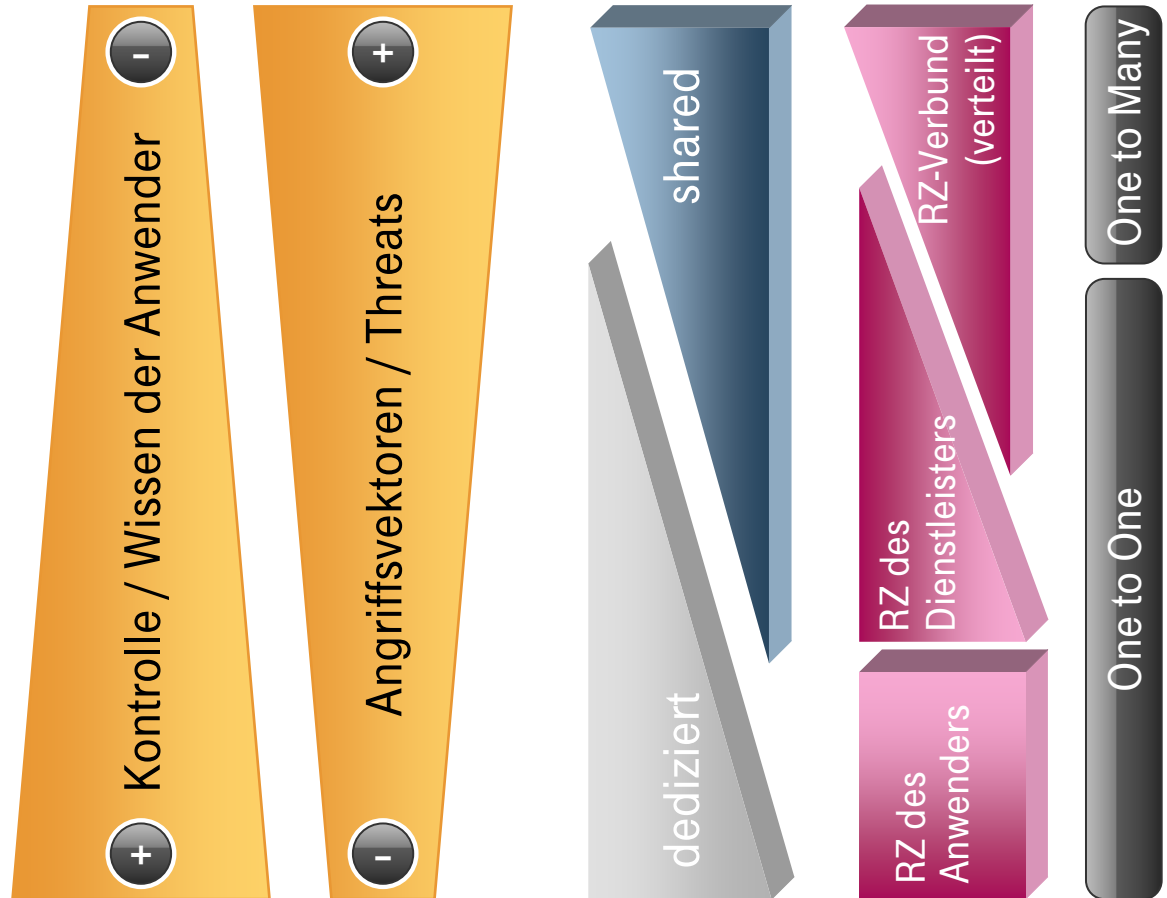 -
Kontrolle / Wissen der Anwender
+
+
Angriffsvektoren / Threats
-
shared
dediziert
RZ-Verbund
(verteilt)
RZ des
Dienstleisters
RZ des
Anwenders
One to Many
One to One